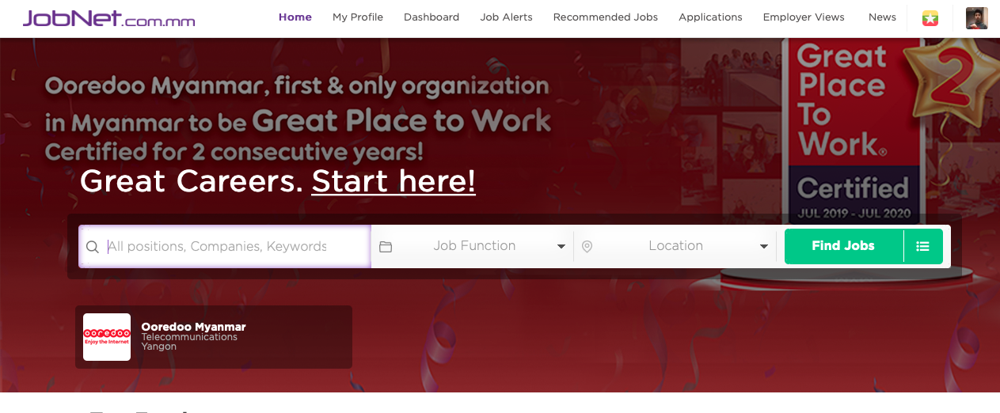 JobNet.com.mm
Home My Profile Dashboard Job Alerts Recommended Jobs Applications Employer Views News
Ooredoo Myanmar, first & only organization
in Myanmar to be Great Place to Work
Certified for 2 consecutive years!
Great
Place
To
Work®
Certified
JUL 2019 - JUL 2020
2
Great Careers. Start here!
All positions, Companies, Keywords
Job Function
Location
Find Jobs
ooredoo
Enjoy the Internet
Ooredoo Myanmar
Telecommunications
Yangon